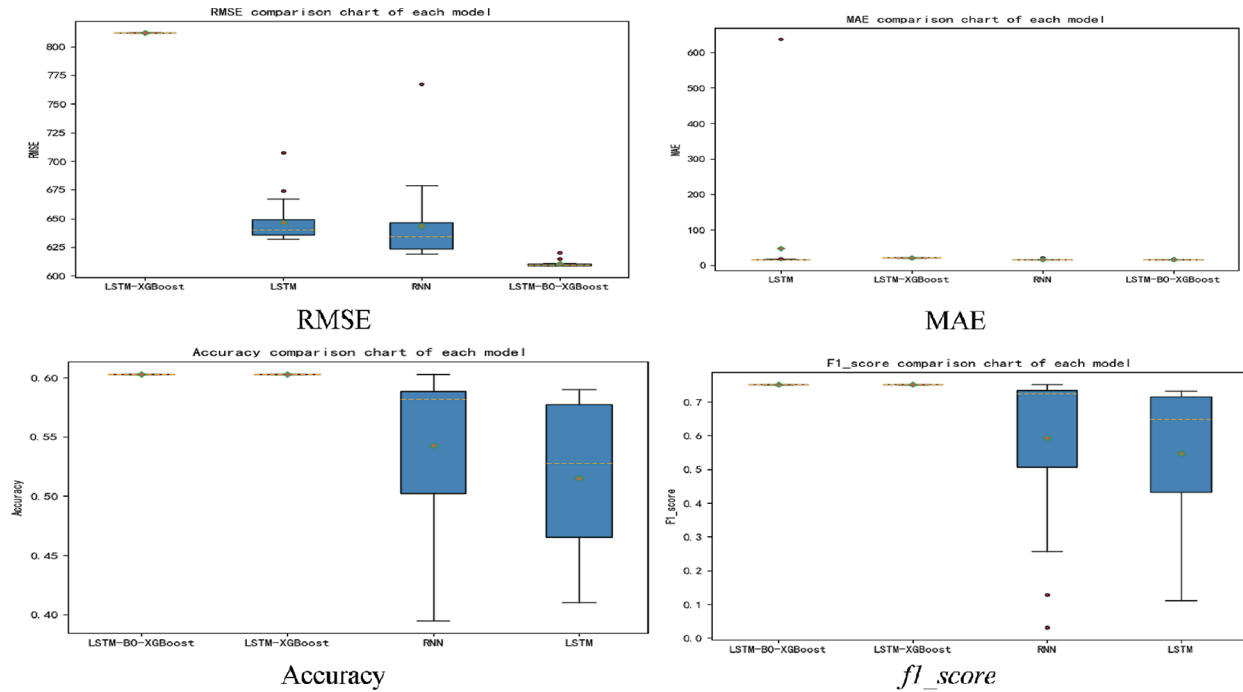 RMSE comparison chart of each model
RMSE
800
775
750
725
700
675
650
625
600
LSTM-XGBoost LSTM RNN LSTM-BO-XGBoost
RMSE
MAE comparison chart of each model
MAE
600
500
400
300
200
100
0
LSTM LSTM-XGBoost RNN LSTM-BO-XGBoost
MAE
Accuracy comparison chart of each model
Accuracy
0.60
0.55
0.50
0.45
0.40
LSTM-BO-XGBoost LSTM-XGBoost RNN LSTM
Accuracy
F1_score comparison chart of each model
F1_score
0.7
0.6
0.5
0.4
0.3
0.2
0.1
0.0
LSTM-BO-XGBoost LSTM-XGBoost RNN LSTM
f1_score